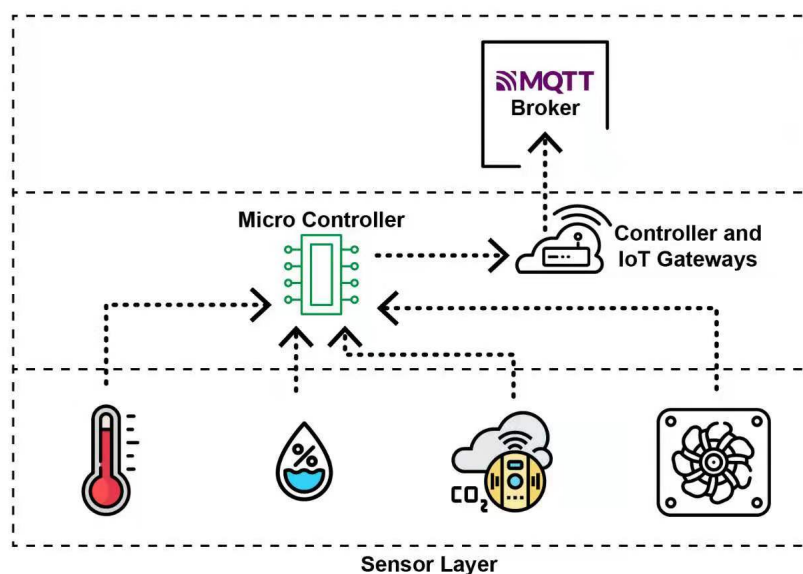 MQTT
Broker
Micro Controller
Controller and
IoT Gateways
%
CO₂
Sensor Layer